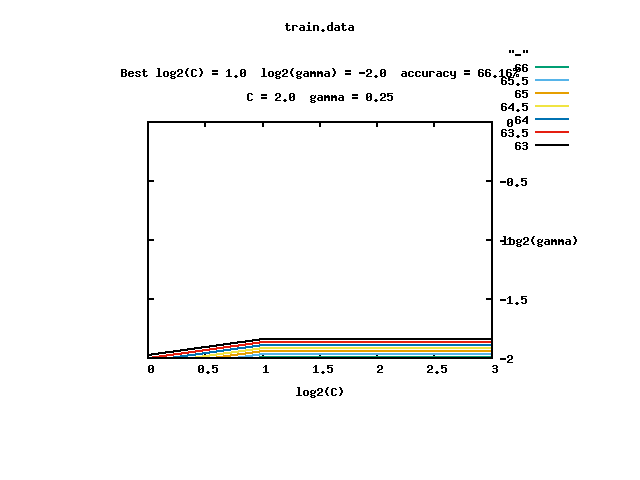 train.data
"-"
Best log2(C) = 1.0  log2(gamma) = -2.0  accuracy = 66.16%
66
65.5
C = 2.0  gamma = 0.25
65
64.5
64
63.5
63
0
-0.5
-1
log2(gamma)
-1.5
-2
0 0.5 1 1.5 2 2.5 3
log2(C)